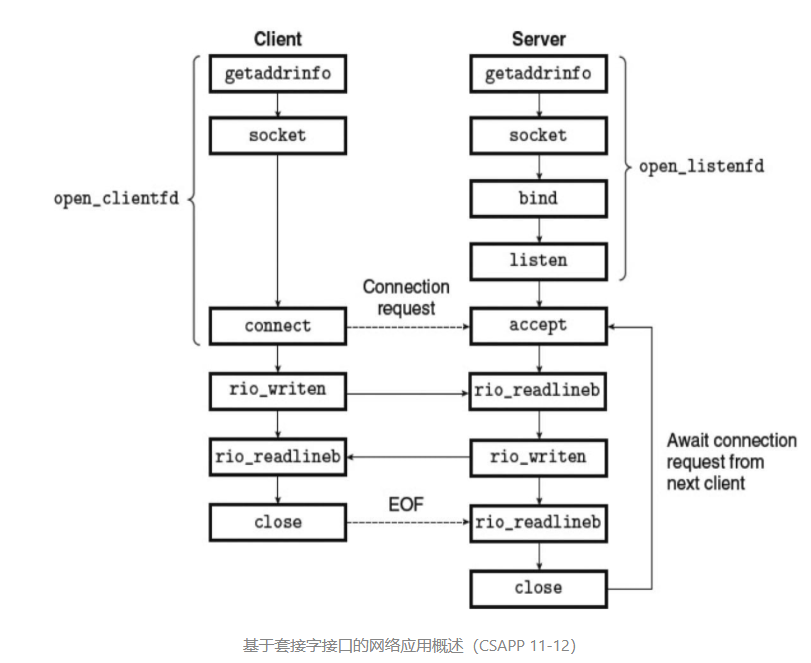 Client
Server
getaddrinfo
getaddrinfo
socket
socket
open_listenfd
open_clientfd
bind
listen
Connection
request
connect
accept
rio_writen
rio_readlineb
Await connection
request from
next client
rio_readlineb
rio_writen
EOF
close
rio_readlineb
close
基于套接字接口的网络应用概述（CSAPP 11-12）